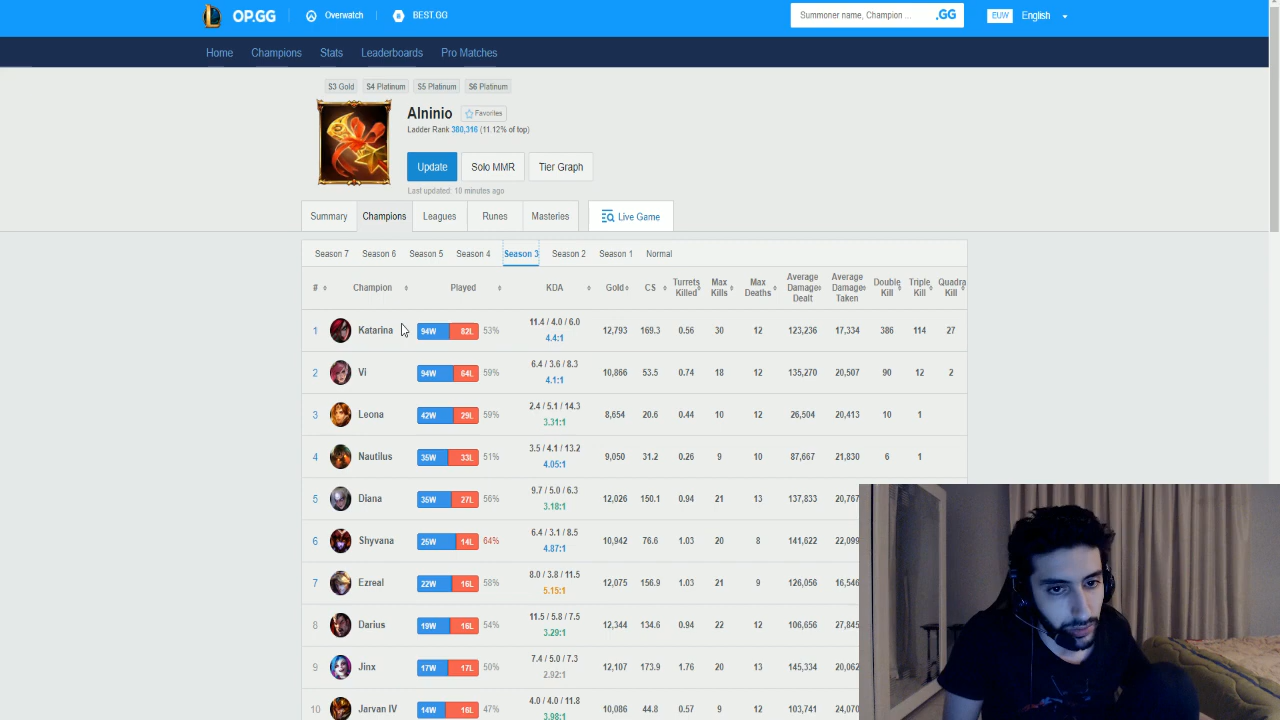 OP.GG Overwatch BEST.GG Summoner name, Champion ... .GG EUW English
Home Champions Stats Leaderboards Pro Matches
S3 Gold S4 Platinum S5 Platinum S6 Platinum
Alninio Favorites
Ladder Rank 380,316 (11.12% of top)
Update Solo MMR Tier Graph
Last updated: 10 minutes ago
Summary Champions Leagues Runes Masteries Live Game
Season 7 Season 6 Season 5 Season 4 Season 3 Season 2 Season 1 Normal
# Champion Played KDA Gold CS Turrets Killed Max Kills Max Deaths Average Damage Dealt Average Damage Taken Double Kill Triple Kill Quadra Kill
1 Katarina 94W 82L 53% 11.4 / 4.0 / 6.0 4.4:1 12,793 169.3 0.56 30 12 123,236 17,334 386 114 27
2 Vi 94W 64L 59% 6.4 / 3.6 / 8.3 4.1:1 10,866 53.5 0.74 18 12 135,270 20,507 90 12 2
3 Leona 42W 29L 59% 2.4 / 5.1 / 14.3 3.31:1 8,654 20.6 0.44 10 12 26,504 20,413 10 1
4 Nautilus 35W 33L 51% 3.5 / 4.1 / 13.2 4.05:1 9,050 31.2 0.26 9 10 87,667 21,830 6 1
5 Diana 35W 27L 56% 9.7 / 5.0 / 6.3 3.18:1 12,026 150.1 0.94 21 13 137,833
6 Shyvana 25W 14L 64% 6.4 / 3.1 / 8.5 4.87:1 10,942 76.6 1.03 20 8 141,622 22,099
7 Ezreal 22W 16L 58% 8.0 / 3.8 / 11.5 5.15:1 12,075 156.9 1.03 21 9 126,056
8 Darius 19W 16L 54% 11.5 / 5.8 / 7.5 3.29:1 12,344 134.6 0.94 22 12 106,656
9 Jinx 17W 17L 50% 7.4 / 5.0 / 7.3 2.92:1 12,107 173.9 1.76 20 13 145,334
10 Jarvan IV 14W 16L 47% 4.0 / 4.0 / 11.8 3.98:1 10,086 44.8 0.57 9 12 103,741